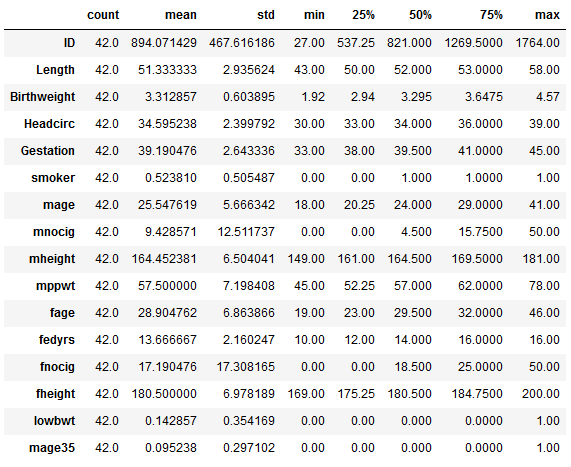 count mean std min 25% 50% 75% max
ID 42.0 894.071429 467.616186 27.00 537.25 821.000 1269.5000 1764.00
Length 42.0 51.333333 2.935624 43.00 50.00 52.000 53.0000 58.00
Birthweight 42.0 3.312857 0.603895 1.92 2.94 3.295 3.6475 4.57
Headcirc 42.0 34.595238 2.399792 30.00 33.00 34.000 36.0000 39.00
Gestation 42.0 39.190476 2.643336 33.00 38.00 39.500 41.0000 45.00
smoker 42.0 0.523810 0.505487 0.00 0.00 1.000 1.0000 1.00
mage 42.0 25.547619 5.666342 18.00 20.25 24.000 29.0000 41.00
mnocig 42.0 9.428571 12.511737 0.00 0.00 4.500 15.7500 50.00
mheight 42.0 164.452381 6.504041 149.00 161.00 164.500 169.5000 181.00
mppwt 42.0 57.500000 7.198408 45.00 52.25 57.000 62.0000 78.00
fage 42.0 28.904762 6.863866 19.00 23.00 29.500 32.0000 46.00
fedyrs 42.0 13.666667 2.160247 10.00 12.00 14.000 16.0000 16.00
fnocig 42.0 17.190476 17.308165 0.00 0.00 18.500 25.0000 50.00
fheight 42.0 180.500000 6.978189 169.00 175.25 180.500 184.7500 200.00
lowbwt 42.0 0.142857 0.354169 0.00 0.00 0.000 0.0000 1.00
mage35 42.0 0.095238 0.297102 0.00 0.00 0.000 0.0000 1.00